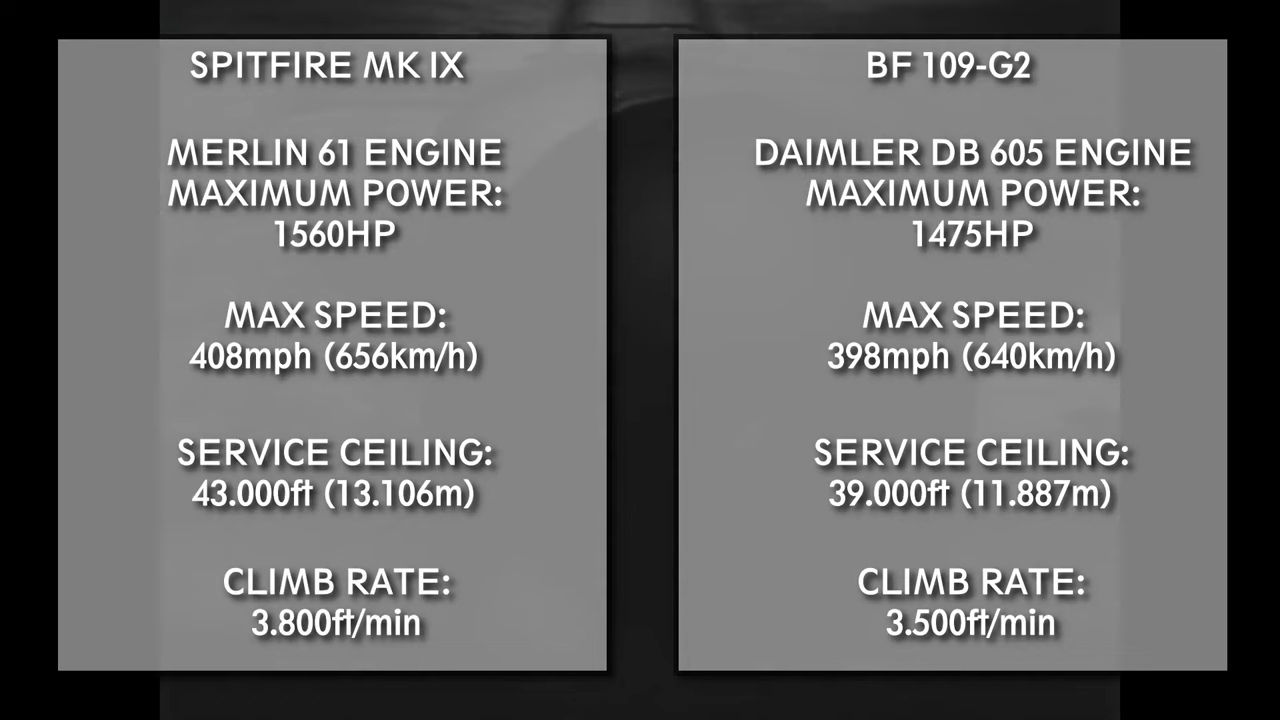 SPITFIRE MK IX
MERLIN 61 ENGINE
MAXIMUM POWER:
1560HP
MAX SPEED:
408mph (656km/h)
SERVICE CEILING:
43.000ft (13.106m)
CLIMB RATE:
3.800ft/min
BF 109-G2
DAIMLER DB 605 ENGINE
MAXIMUM POWER:
1475HP
MAX SPEED:
398mph (640km/h)
SERVICE CEILING:
39.000ft (11.887m)
CLIMB RATE:
3.500ft/min